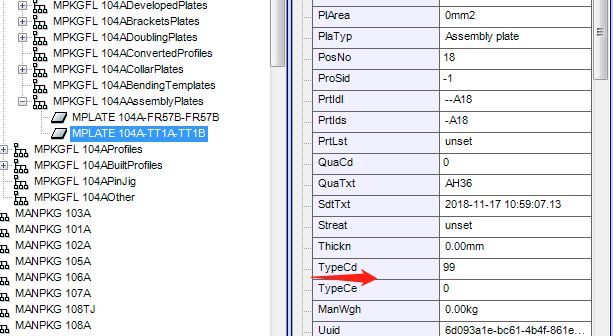 MPKGFL 104ADevelopedPlates
MPKGFL 104ABracketsPlates
MPKGFL 104ADoublingPlates
MPKGFL 104AConvertedProfiles
MPKGFL 104ACollarPlates
MPKGFL 104ABendingTemplates
MPKGFL 104AAssemblyPlates
MPLATE 104A-FR57B-FR57B
MPLATE 104A-TT1A-TT1B
MPKGFL 104AProfiles
MPKGFL 104ABuiltProfiles
MPKGFL 104APinJig
MPKGFL 104AOther
MANPKG 103A
MANPKG 101A
MANPKG 102A
MANPKG 105A
MANPKG 106A
MANPKG 107A
MANPKG 108TJ
MANPKG 108A
PlArea 0mm2
PlaTyp Assembly plate
PosNo 18
ProSid -1
PrtIdl --A18
PrtIds -A18
PrtLst unset
QuaCd 0
QuaTxt AH36
SdtTxt 2018-11-17 10:59:07.13
Streat unset
Thickn 0.00mm
TypeCd 99
TypeCe 0
ManWgh 0.00kg
Uuid 6d093a1e-bc61-4b4f-861e...